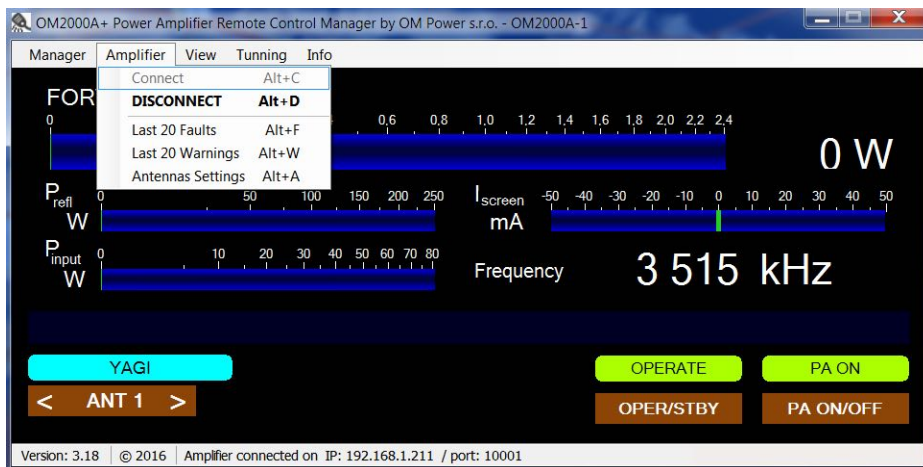 OM2000A+ Power Amplifier Remote Control Manager by OM Power s.r.o. - OM2000A-1
Manager Amplifier View Tunning Info
Connect Alt+C
DISCONNECT Alt+D
Last 20 Faults Alt+F
Last 20 Warnings Alt+W
Antennas Settings Alt+A
FOR
0 0,6 0,8 1,0 1,2 1,4 1,6 1,8 2,0 2,2 2,4
0 W
Prefl W
0 50 100 150 200 250
Iscreen mA
-50 -40 -30 -20 -10 0 10 20 30 40 50
Pinput W
0 10 20 30 40 50 60 70 80
Frequency 3 515 kHz
YAGI OPERATE PA ON
< ANT 1 > OPER/STBY PA ON/OFF
Version: 3.18 © 2016 Amplifier connected on IP: 192.168.1.211 / port: 10001